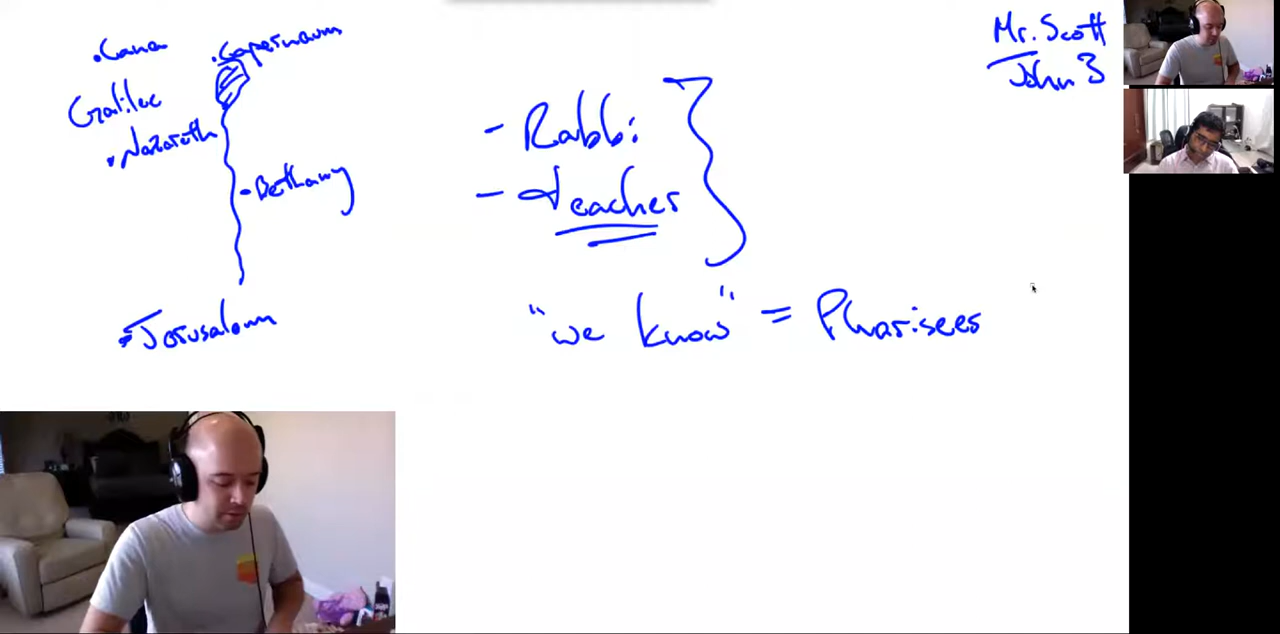 .Cana
.Capernaum
Galilee
.Nazareth
-Bethany
Jerusalem
- Rabbi
- teacher
"we know" = Pharisees
Mr. Scott
John 3